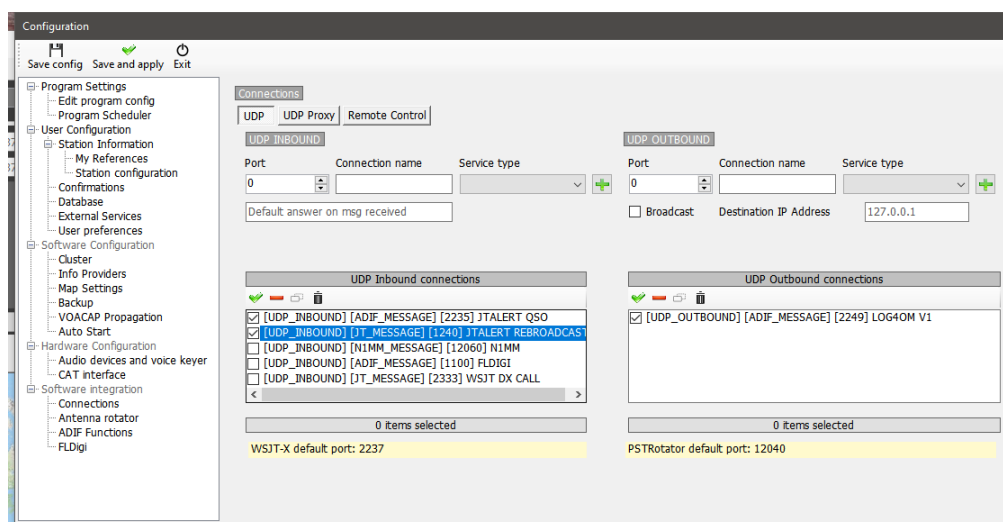 Configuration
Save config Save and apply Exit
Program Settings
Edit program config
Program Scheduler
User Configuration
Station Information
My References
Station configuration
Confirmations
Database
External Services
User preferences
Software Configuration
Cluster
Info Providers
Map Settings
Backup
VOACAP Propagation
Auto Start
Hardware Configuration
Audio devices and voice keyer
CAT interface
Software integration
Connections
Antenna rotator
ADIF Functions
FLDigi
Connections
UDP UDP Proxy Remote Control
UDP INBOUND
Port Connection name Service type
0
Default answer on msg received
UDP Inbound connections
[UDP_INBOUND] [ADIF_MESSAGE] [2235] JTALERT QSO
[UDP_INBOUND] [JT_MESSAGE] [1240] JTALERT REBROADCAST
[UDP_INBOUND] [N1MM_MESSAGE] [12060] N1MM
[UDP_INBOUND] [ADIF_MESSAGE] [1100] FLDIGI
[UDP_INBOUND] [JT_MESSAGE] [2333] WSJT DX CALL
0 items selected
WSJT-X default port: 2237
UDP OUTBOUND
Port Connection name Service type
0
Broadcast Destination IP Address 127.0.0.1
UDP Outbound connections
[UDP_OUTBOUND] [ADIF_MESSAGE] [2249] LOG4OM V1
0 items selected
PSTRotator default port: 12040